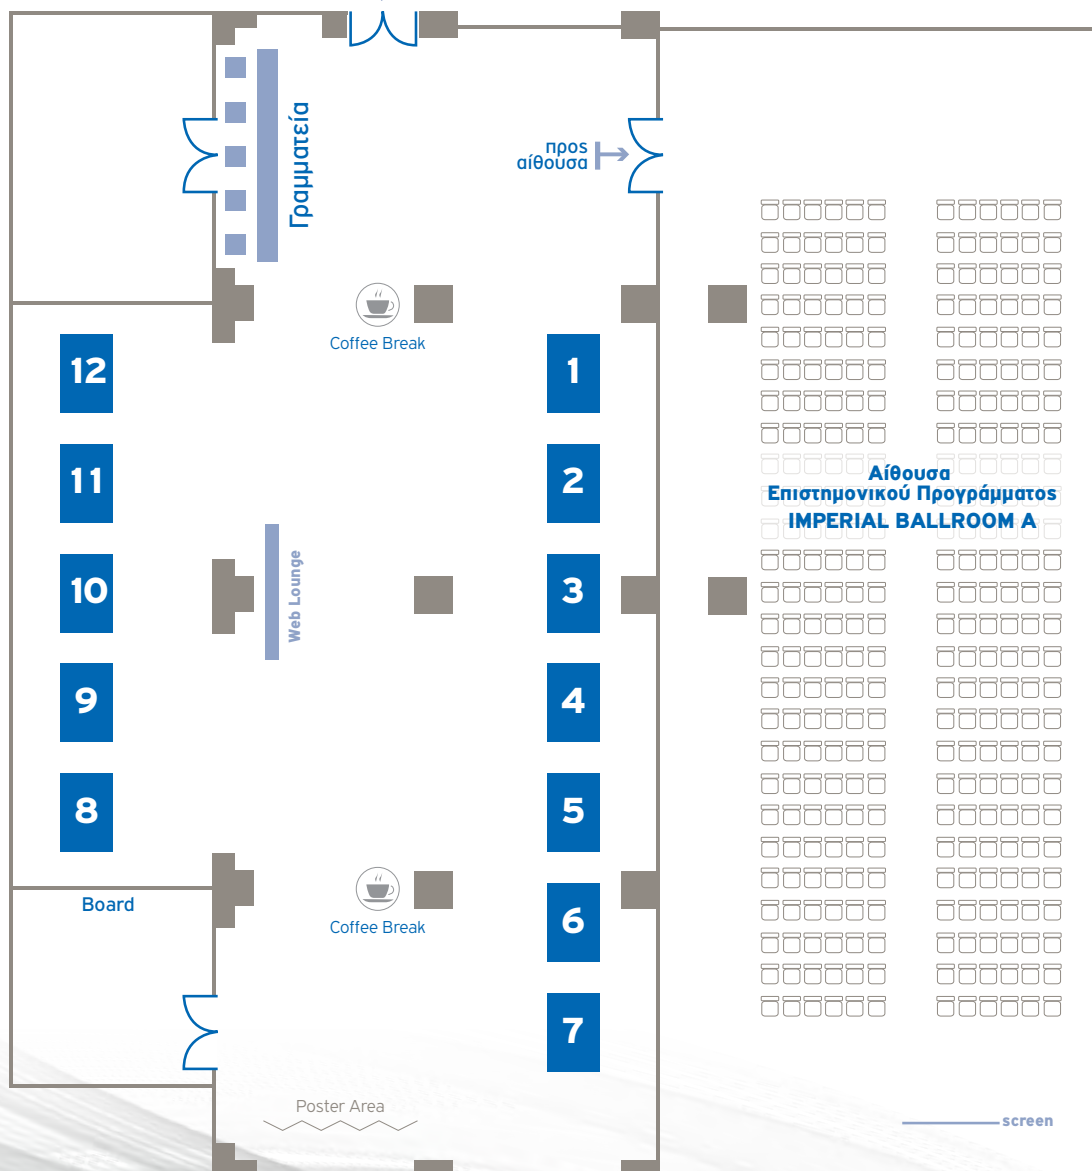 Γραμματεία
προς
αίθουσα
Coffee Break
12
1
11
2
Αίθουσα
Επιστημονικού Προγράμματος
IMPERIAL BALLROOM A
10
Web Lounge
3
9
4
8
5
Board
Coffee Break
6
7
Poster Area
screen